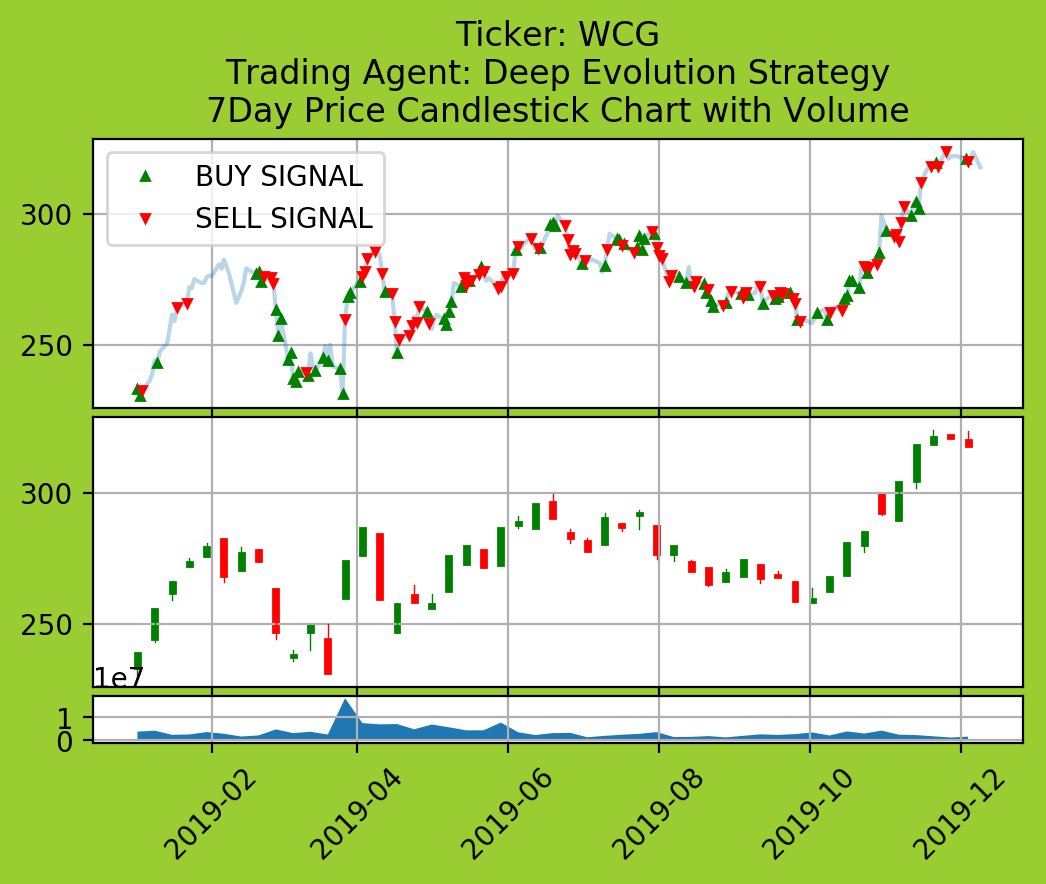 Ticker: WCG
Trading Agent: Deep Evolution Strategy
7Day Price Candlestick Chart with Volume
BUY SIGNAL
SELL SIGNAL
300
250
300
250
1e7
1
0
2019-02
2019-04
2019-06
2019-08
2019-10
2019-12